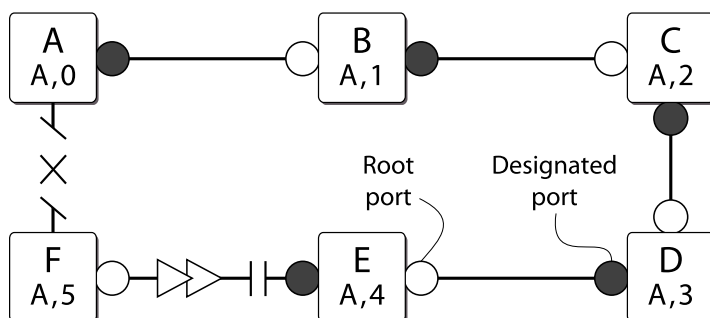 A
A,0
B
A,1
C
A,2
Root
port
Designated
port
F
A,5
E
A,4
D
A,3